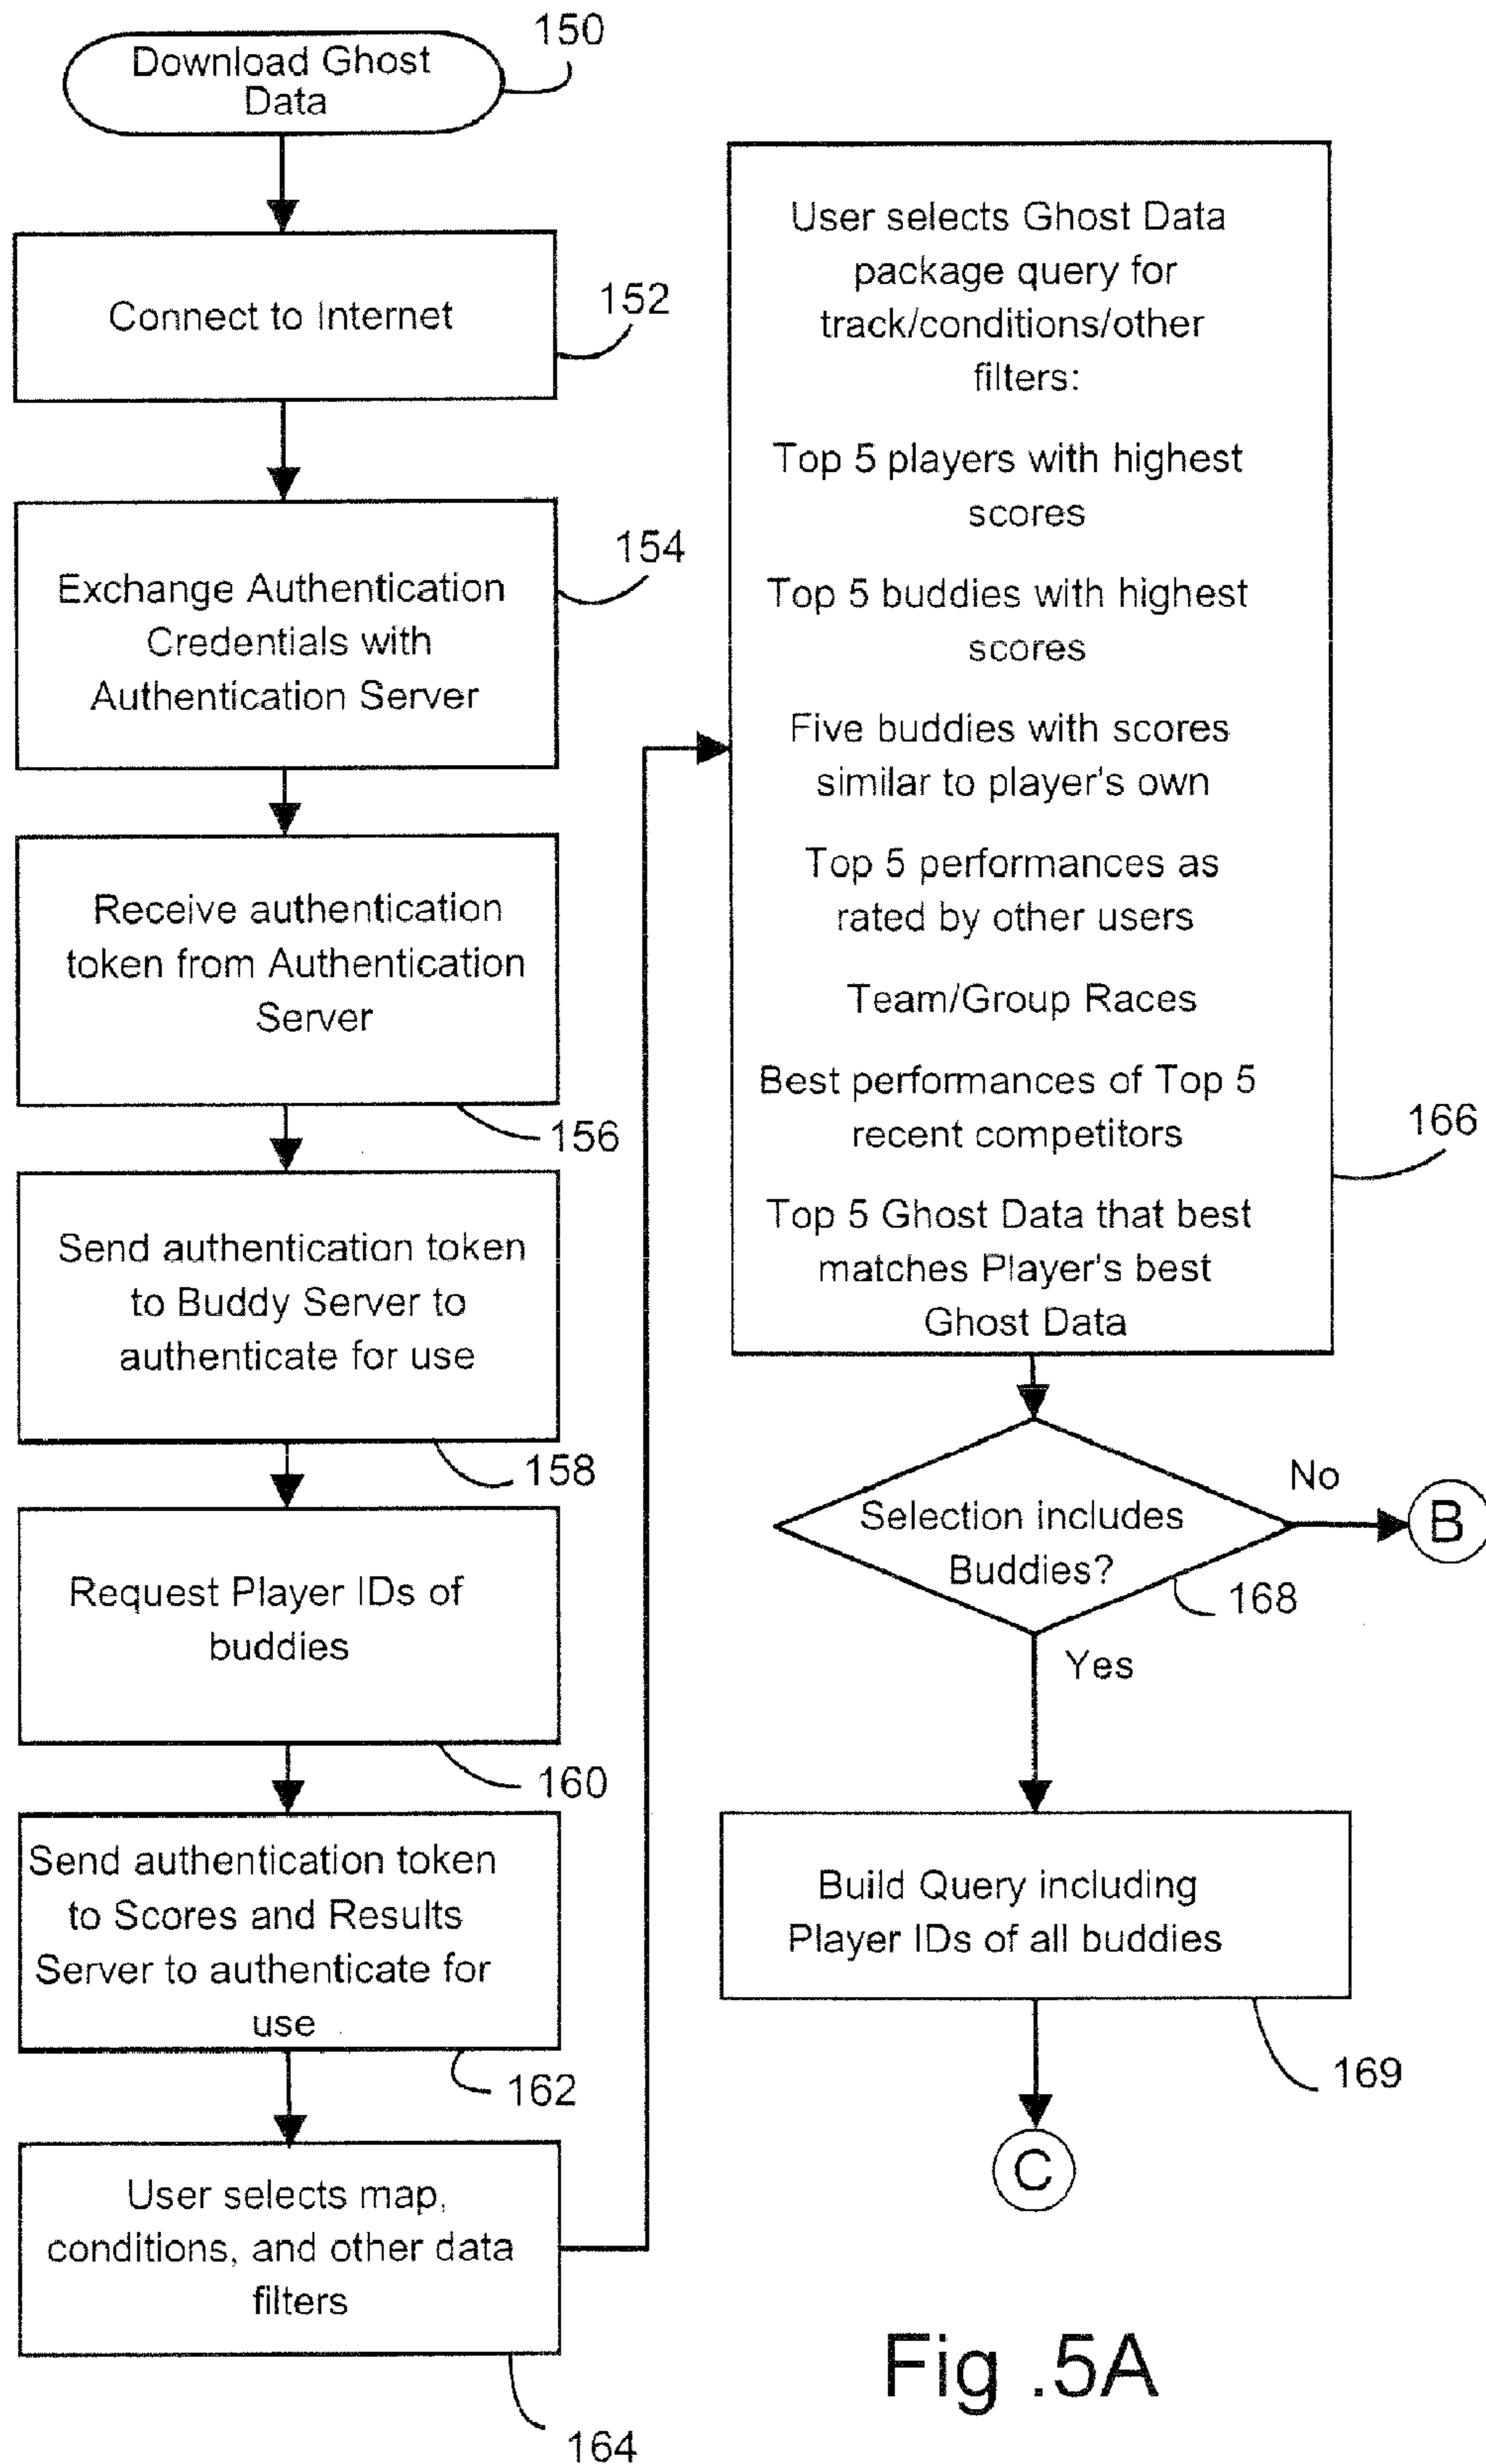 150
Download Ghost
Data
Connect to Internet
152
Exchange Authentication
Credentials with
Authentication Server
154
Receive authentication
token from Authentication
Server
156
Send authentication token
to Buddy Server to
authenticate for use
158
Request Player IDs of
buddies
160
Send authentication token
to Scores and Results
Server to authenticate for
use
162
User selects map,
conditions, and other data
filters
164
User selects Ghost Data
package query for
track/conditions/other
filters:
Top 5 players with highest
scores
Top 5 buddies with highest
scores
Five buddies with scores
similar to player's own
Top 5 performances as
rated by other users
Team/Group Races
Best performances of Top 5
recent competitors
Top 5 Ghost Data that best
matches Player's best
Ghost Data
166
Selection includes
Buddies?
168
No
B
Yes
Build Query including
Player IDs of all buddies
169
C
Fig .5A